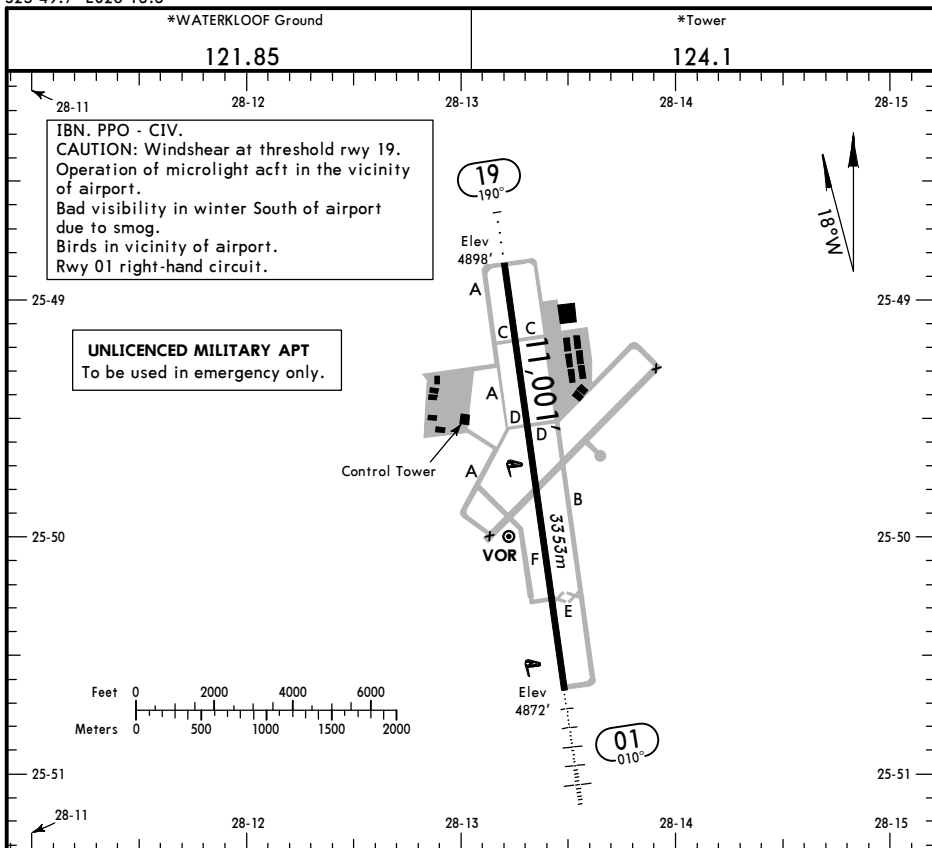 *WATERKLOOF Ground
*Tower
121.85
124.1
28-11
28-12
28-13
28-14
28-15
IBN. PPO - CIV.
CAUTION: Windshear at threshold rwy 19.
Operation of microlight acft in the vicinity
of airport.
Bad visibility in winter South of airport
due to smog.
Birds in vicinity of airport.
Rwy 01 right-hand circuit.
19
190°
18°W
Elev
4898'
25-49
25-49
A
C
C
UNLICENCED MILITARY APT
To be used in emergency only.
11,001'
A
D
D
Control Tower
A
B
3353m
25-50
25-50
VOR
F
E
Feet 0 2000 4000 6000
Meters 0 500 1000 1500 2000
Elev
4872'
01
010°
25-51
25-51
28-11
28-12
28-13
28-14
28-15